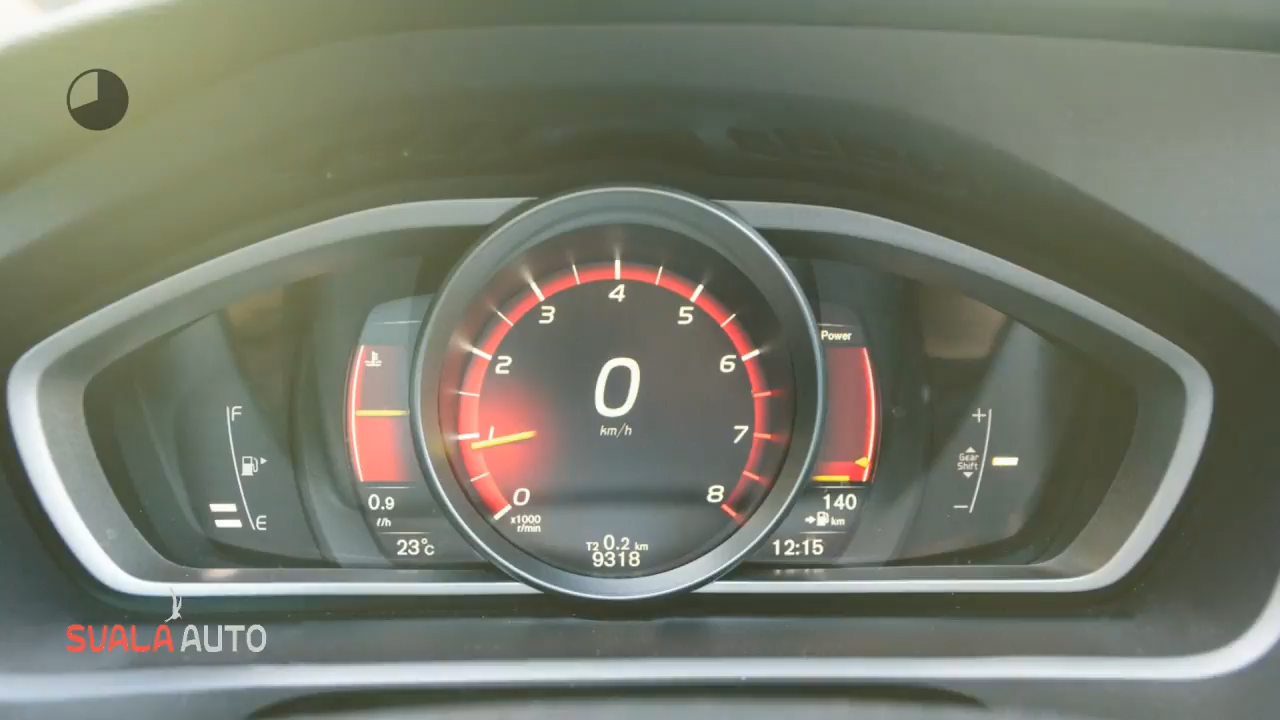 4
3
5
Power
2
6
0
km/h
F
1
7
+
Gear
Shift
E
0.9
ℓ/h
0
x1000
r/min
8
140
km
–
23°C
T2 0.2 km
9318
12:15
SVALA AUTO